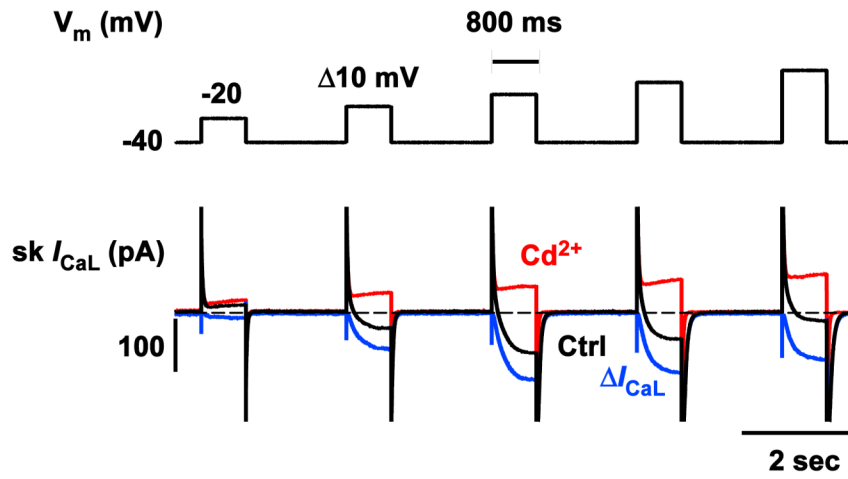 V_m (mV)
800 ms
Δ10 mV
-20
-40
sk I_CaL (pA)
Cd²⁺
100
Ctrl
ΔI_CaL
2 sec